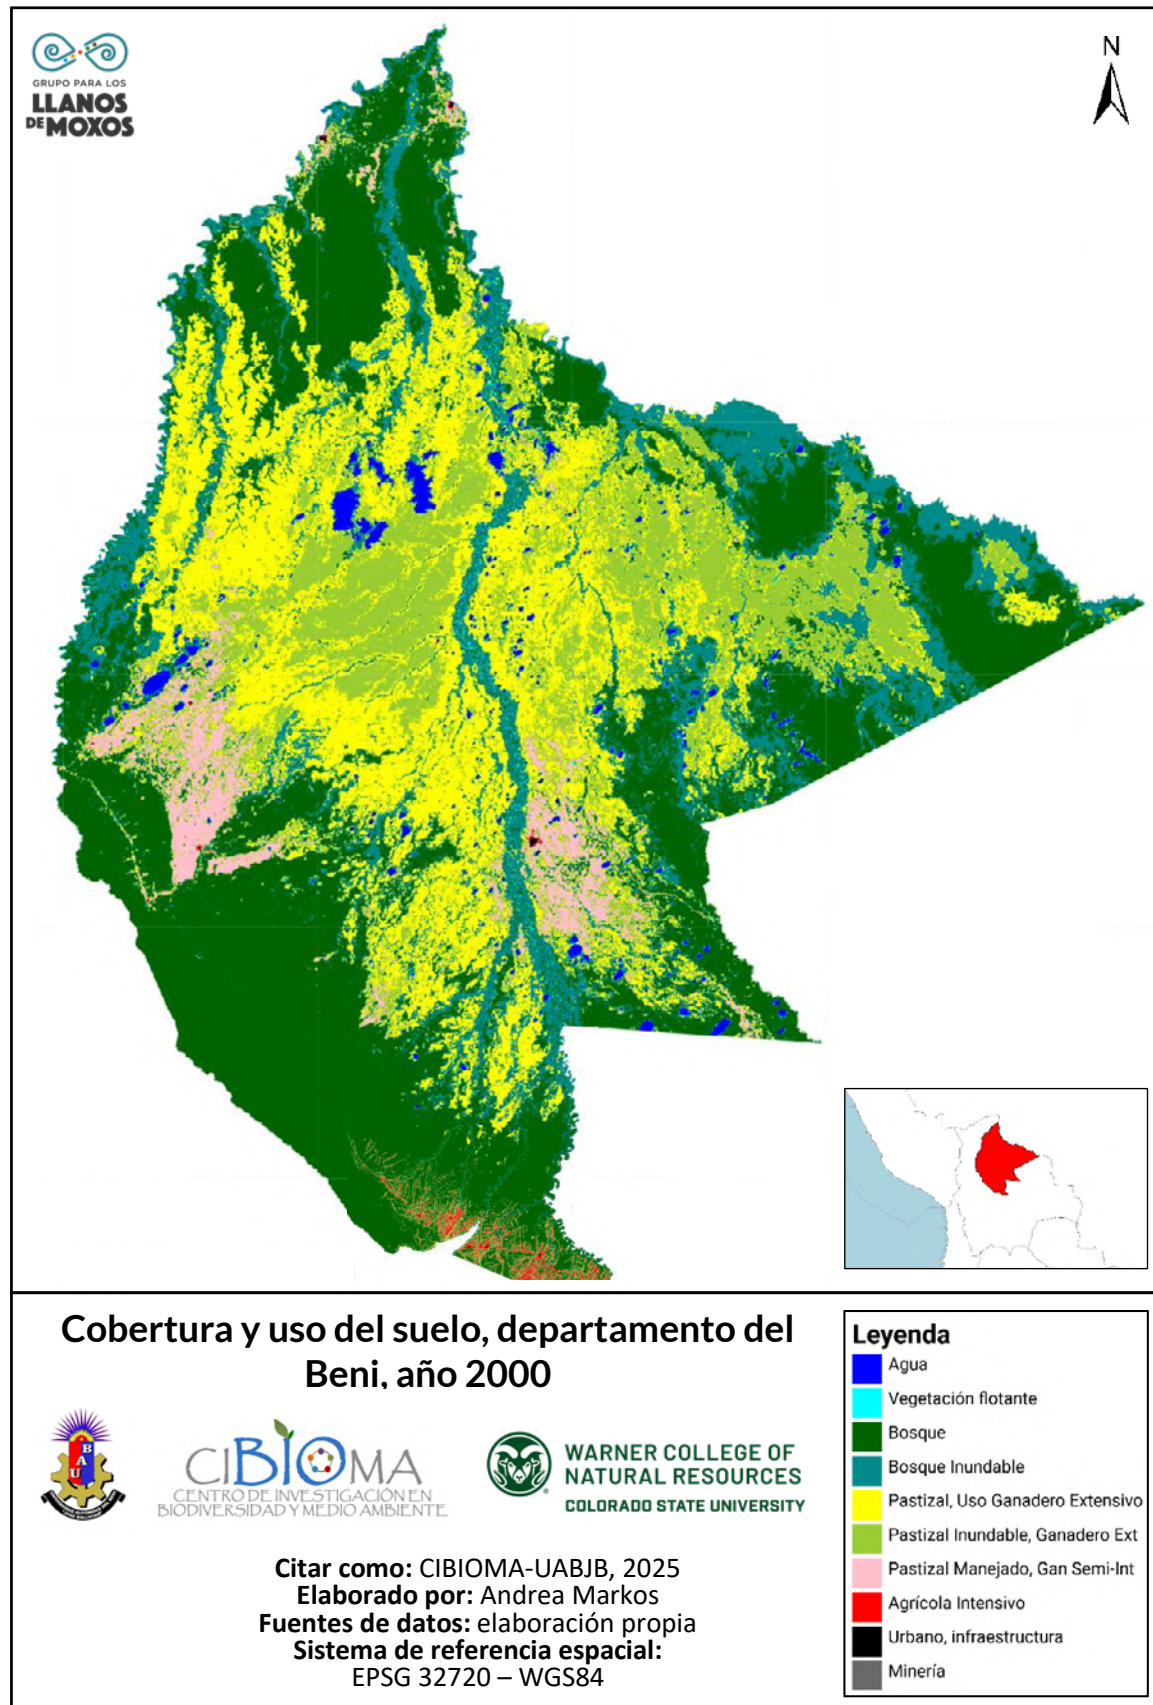 GRUPO PARA LOS
LLANOS
DE MOXOS
N
Cobertura y uso del suelo, departamento del
Beni, año 2000
BAU
CIBIOMA
CENTRO DE INVESTIGACIÓN EN
BIODIVERSIDAD Y MEDIO AMBIENTE
WARNER COLLEGE OF
NATURAL RESOURCES
COLORADO STATE UNIVERSITY
Citar como: CIBIOMA-UABJB, 2025
Elaborado por: Andrea Markos
Fuentes de datos: elaboración propia
Sistema de referencia espacial:
EPSG 32720 – WGS84
Leyenda
Agua
Vegetación flotante
Bosque
Bosque Inundable
Pastizal, Uso Ganadero Extensivo
Pastizal Inundable, Ganadero Ext
Pastizal Manejado, Gan Semi-Int
Agrícola Intensivo
Urbano, infraestructura
Minería